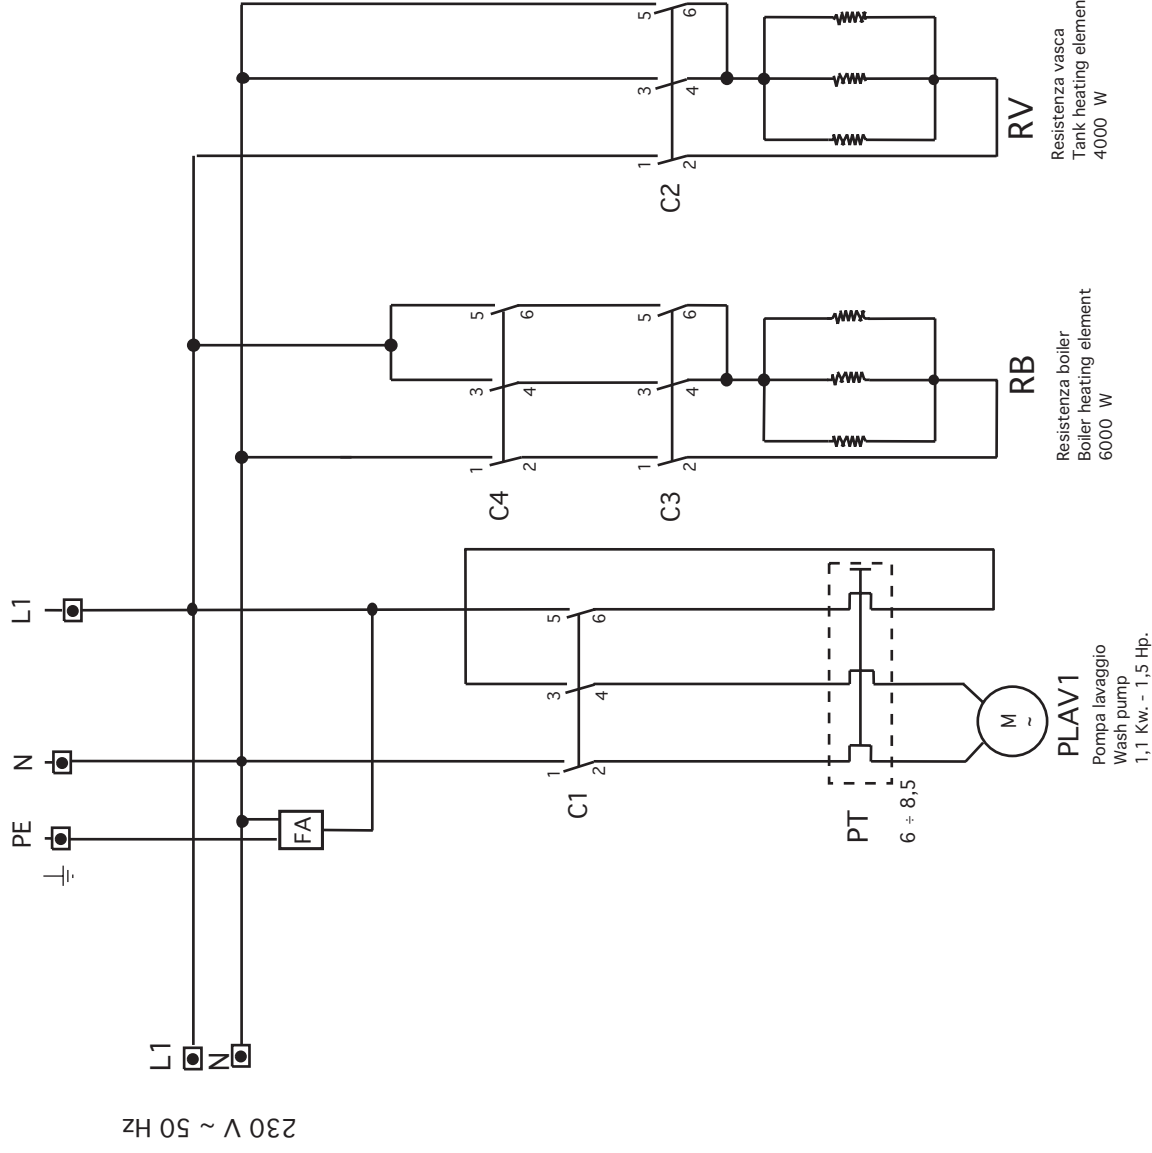 L1
N
PE
230 V ~ 50 Hz
L1
N
FA
C1
1
2
3
4
5
6
PT
6 ÷ 8,5
M
~
PLAV1
Pompa lavaggio
Wash pump
1,1 Kw. - 1,5 Hp.
C4
1
2
3
4
5
6
C3
1
2
3
4
5
6
RB
Resistenza boiler
Boiler heating element
6000 W
C2
1
2
3
4
5
6
RV
Resistenza vasca
Tank heating elemen
4000 W